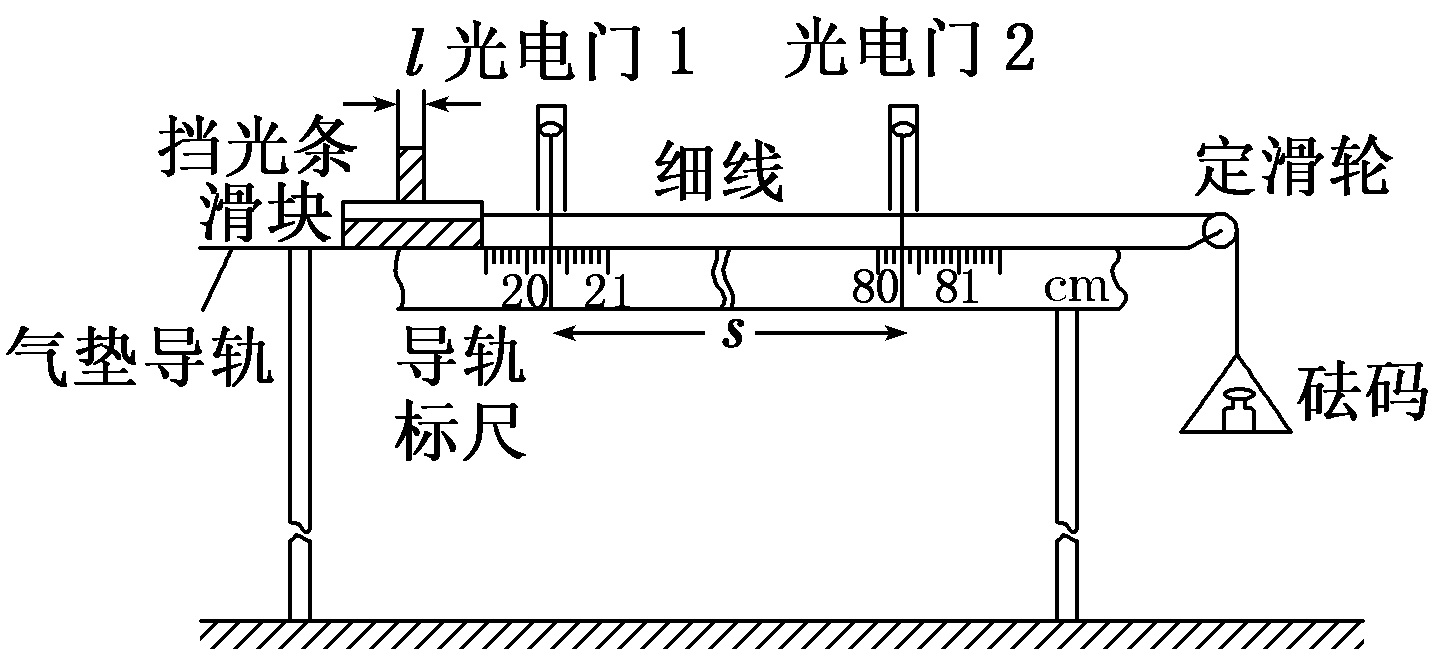 l 光电门 1
光电门 2
挡光条
滑块
细线
定滑轮
20 21
80 81 cm
s
气垫导轨
导轨
标尺
砝码